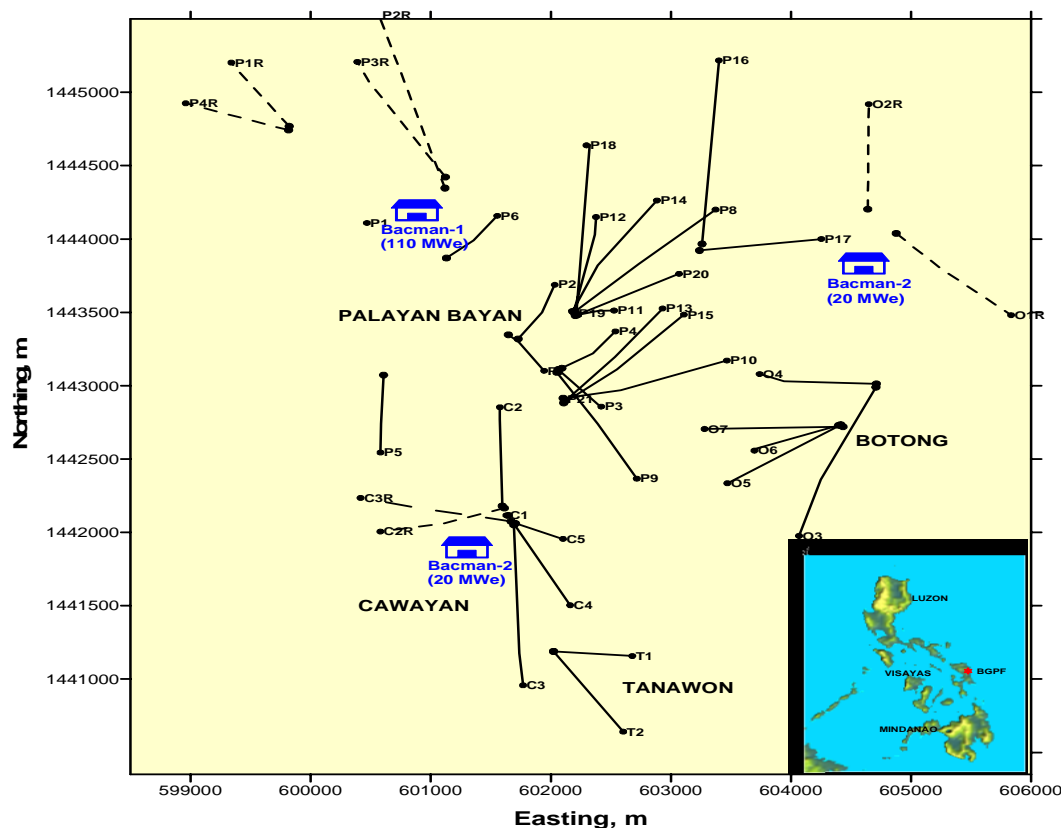 P2R
P1R
P3R
P16
1445000
P4R
O2R
P18
1444500
P14
P12
P8
P6
P1
Bacman-1
(110 MWe)
P17
1444000
P20
Bacman-2
(20 MWe)
P2
P13
P11
P19
P15
O1R
PALAYAN BAYAN
1443500
P4
P10
O4
1443000
P3
C2
O7
BOTONG
P5
O6
1442500
P9
O5
C3R
C1
C2R
C5
O3
1442000
Bacman-2
(20 MWe)
CAWAYAN
C4
1441500
T1
C3
TANAWON
1441000
T2
LUZON
VISAYAS
BGPF
MINDANAO
Northing, m
599000 600000 601000 602000 603000 604000 605000 606000
Easting, m